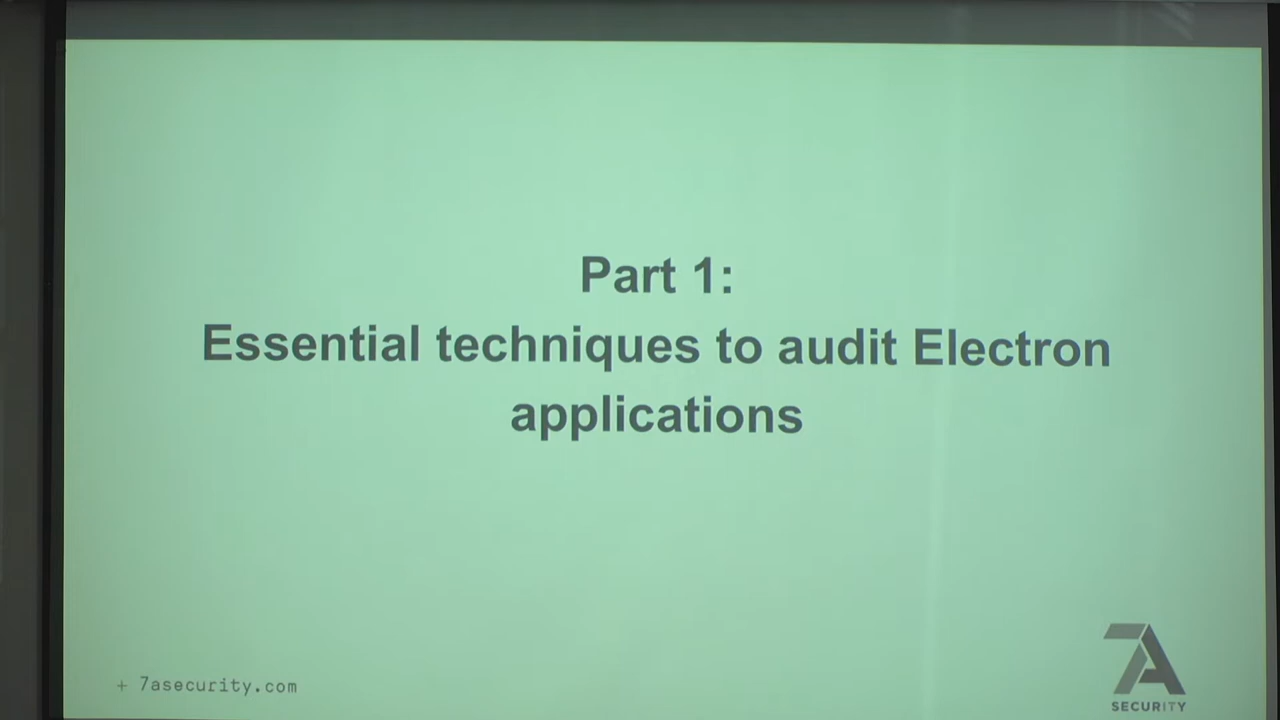 Part 1:
Essential techniques to audit Electron
applications
+ 7asecurity.com
7A
SECURITY